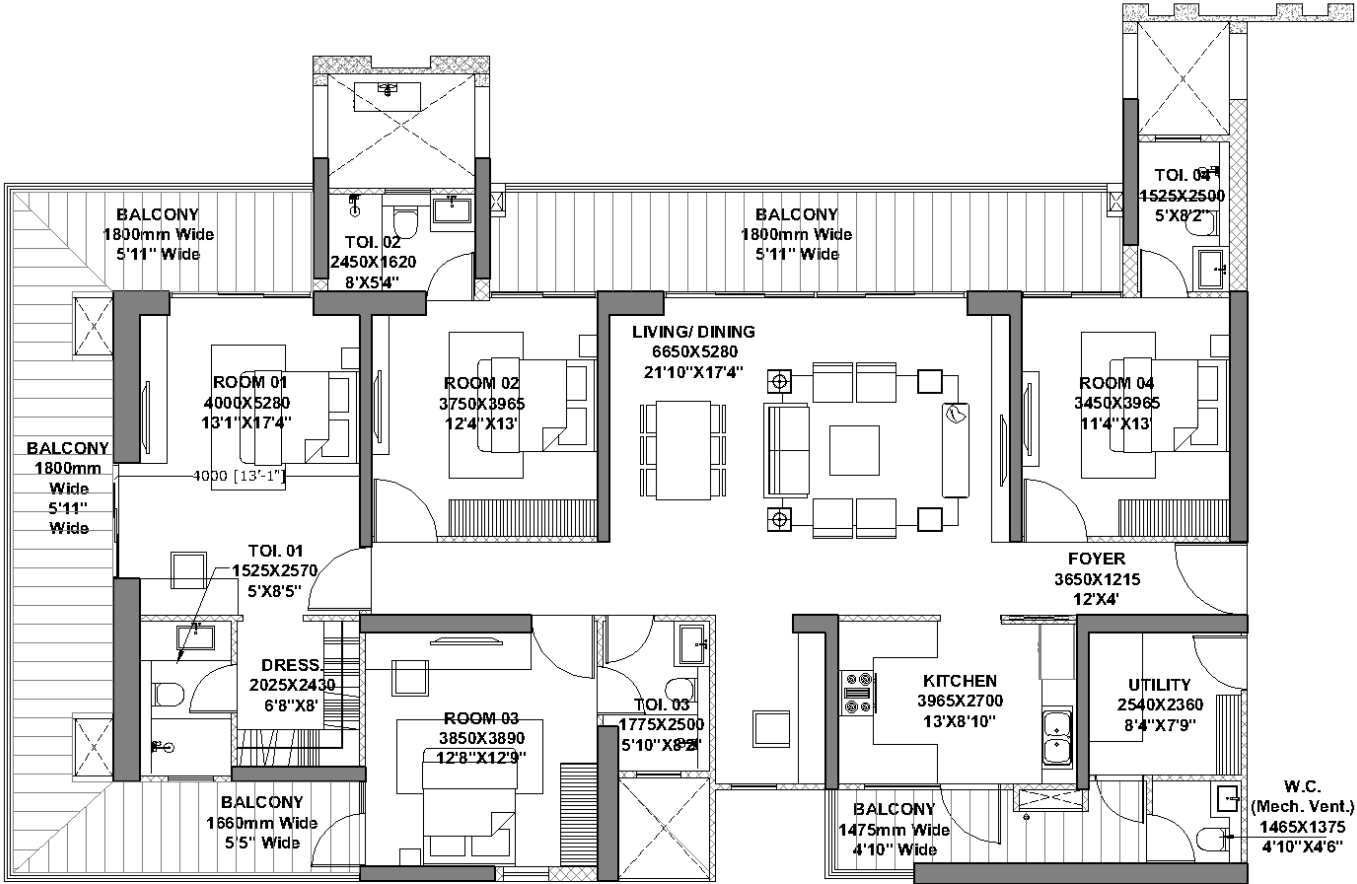 TOI. 04
1525X2500
5'X8'2"
BALCONY
1800mm Wide
5'11" Wide
TOI. 02
2450X1620
8'X5'4"
BALCONY
1800mm Wide
5'11" Wide
LIVING/ DINING
6650X5280
21'10"X17'4"
ROOM 01
4000X5280
13'1"X17'4"
ROOM 02
3750X3965
12'4"X13'
ROOM 04
3450X3965
11'4"X13'
BALCONY
1800mm
Wide
5'11"
Wide
4000 [13'-1"]
TOI. 01
1525X2570
5'X8'5"
FOYER
3650X1215
12'X4'
DRESS.
2025X2430
6'8"X8'
KITCHEN
3965X2700
13'X8'10"
UTILITY
2540X2360
8'4"X7'9"
ROOM 03
3850X3890
12'8"X12'9"
TOI. 03
1775X2500
5'10"X8'2"
BALCONY
1660mm Wide
5'5" Wide
BALCONY
1475mm Wide
4'10" Wide
W.C.
(Mech. Vent.)
1465X1375
4'10"X4'6"